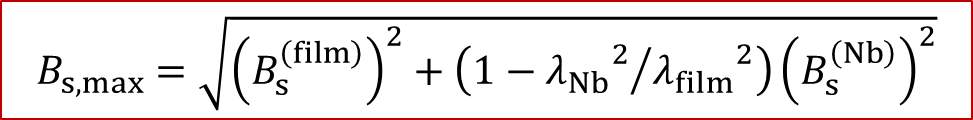 B_s,max = √((B_s^(film))^2 + (1 − λ_Nb^2/λ_film^2)(B_s^(Nb))^2)